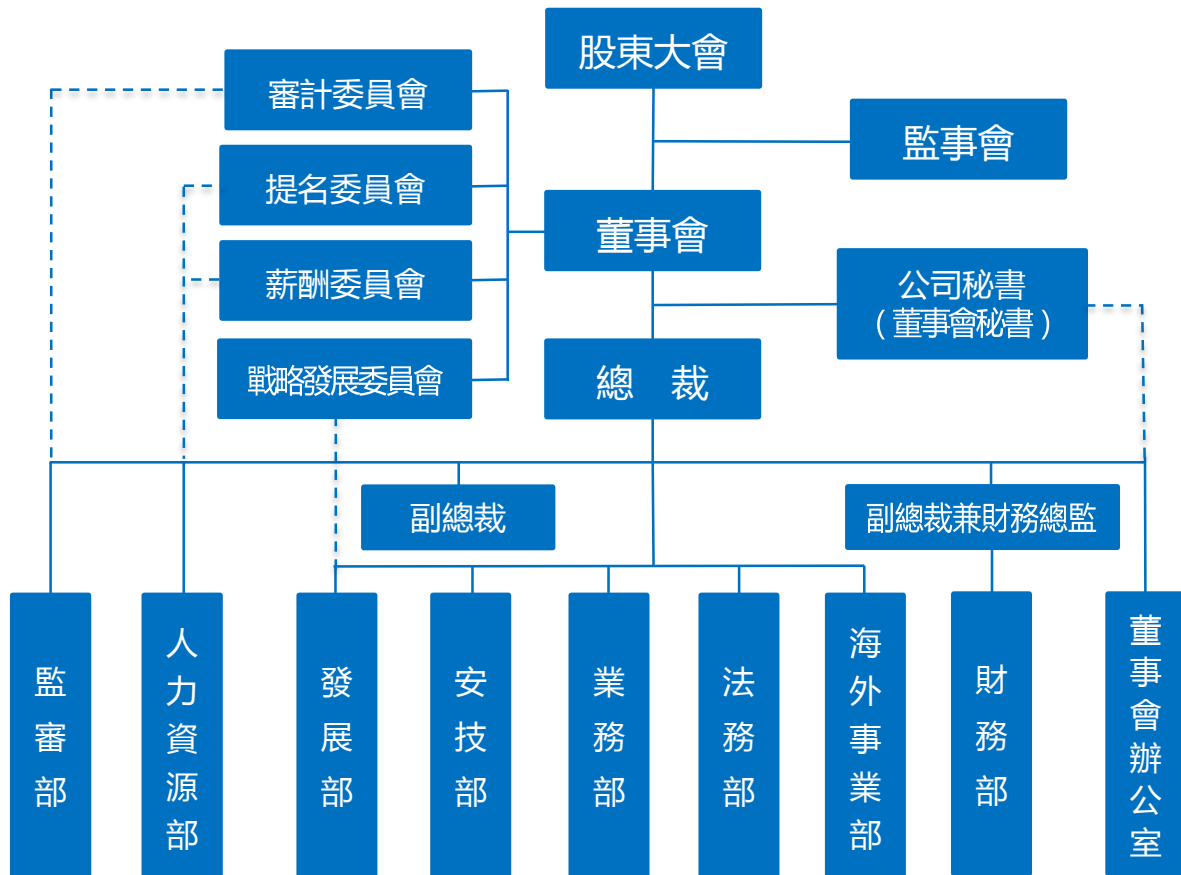 股東大會
審計委員會
監事會
提名委員會
董事會
薪酬委員會
公司秘書
（董事會秘書）
戰略發展委員會
總 裁
副總裁
副總裁兼財務總監
監審部
人力資源部
發展部
安技部
業務部
法務部
海外事業部
財務部
董事會辦公室